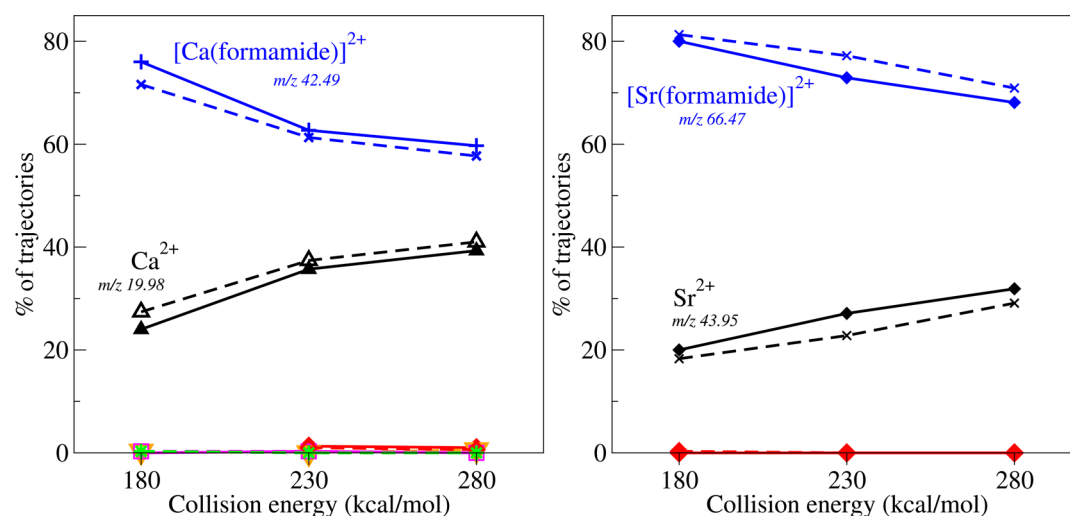 80
60
40
20
0
% of trajectories
[Ca(formamide)]²⁺
m/z 42.49
Ca²⁺
m/z 19.98
180
230
280
Collision energy (kcal/mol)
80
60
40
20
0
% of trajectories
[Sr(formamide)]²⁺
m/z 66.47
Sr²⁺
m/z 43.95
180
230
280
Collision energy (kcal/mol)